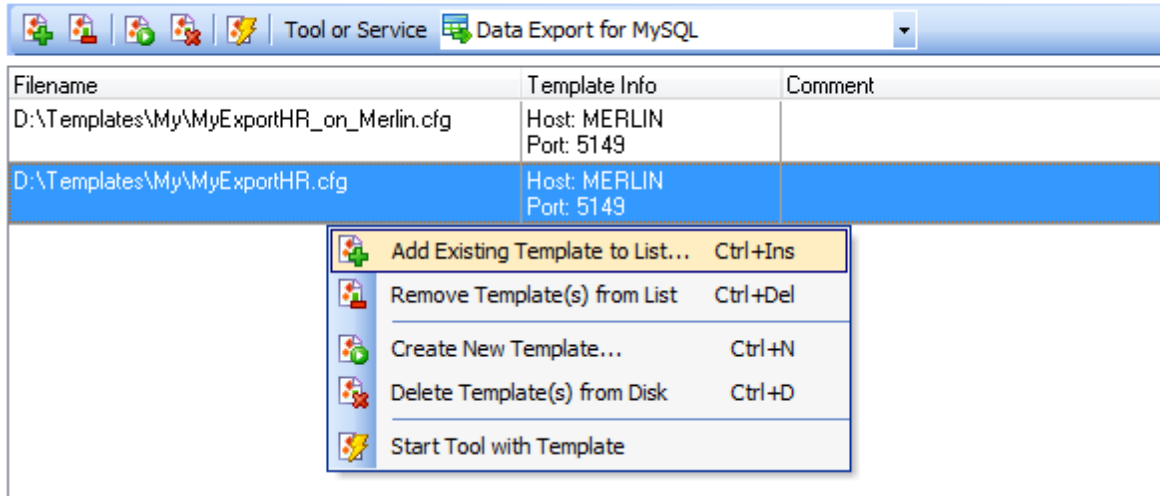 Tool or Service Data Export for MySQL
Filename Template Info Comment
D:\Templates\My\MyExportHR_on_Merlin.cfg Host: MERLIN
Port: 5149
D:\Templates\My\MyExportHR.cfg Host: MERLIN
Port: 5149
Add Existing Template to List... Ctrl+Ins
Remove Template(s) from List Ctrl+Del
Create New Template... Ctrl+N
Delete Template(s) from Disk Ctrl+D
Start Tool with Template